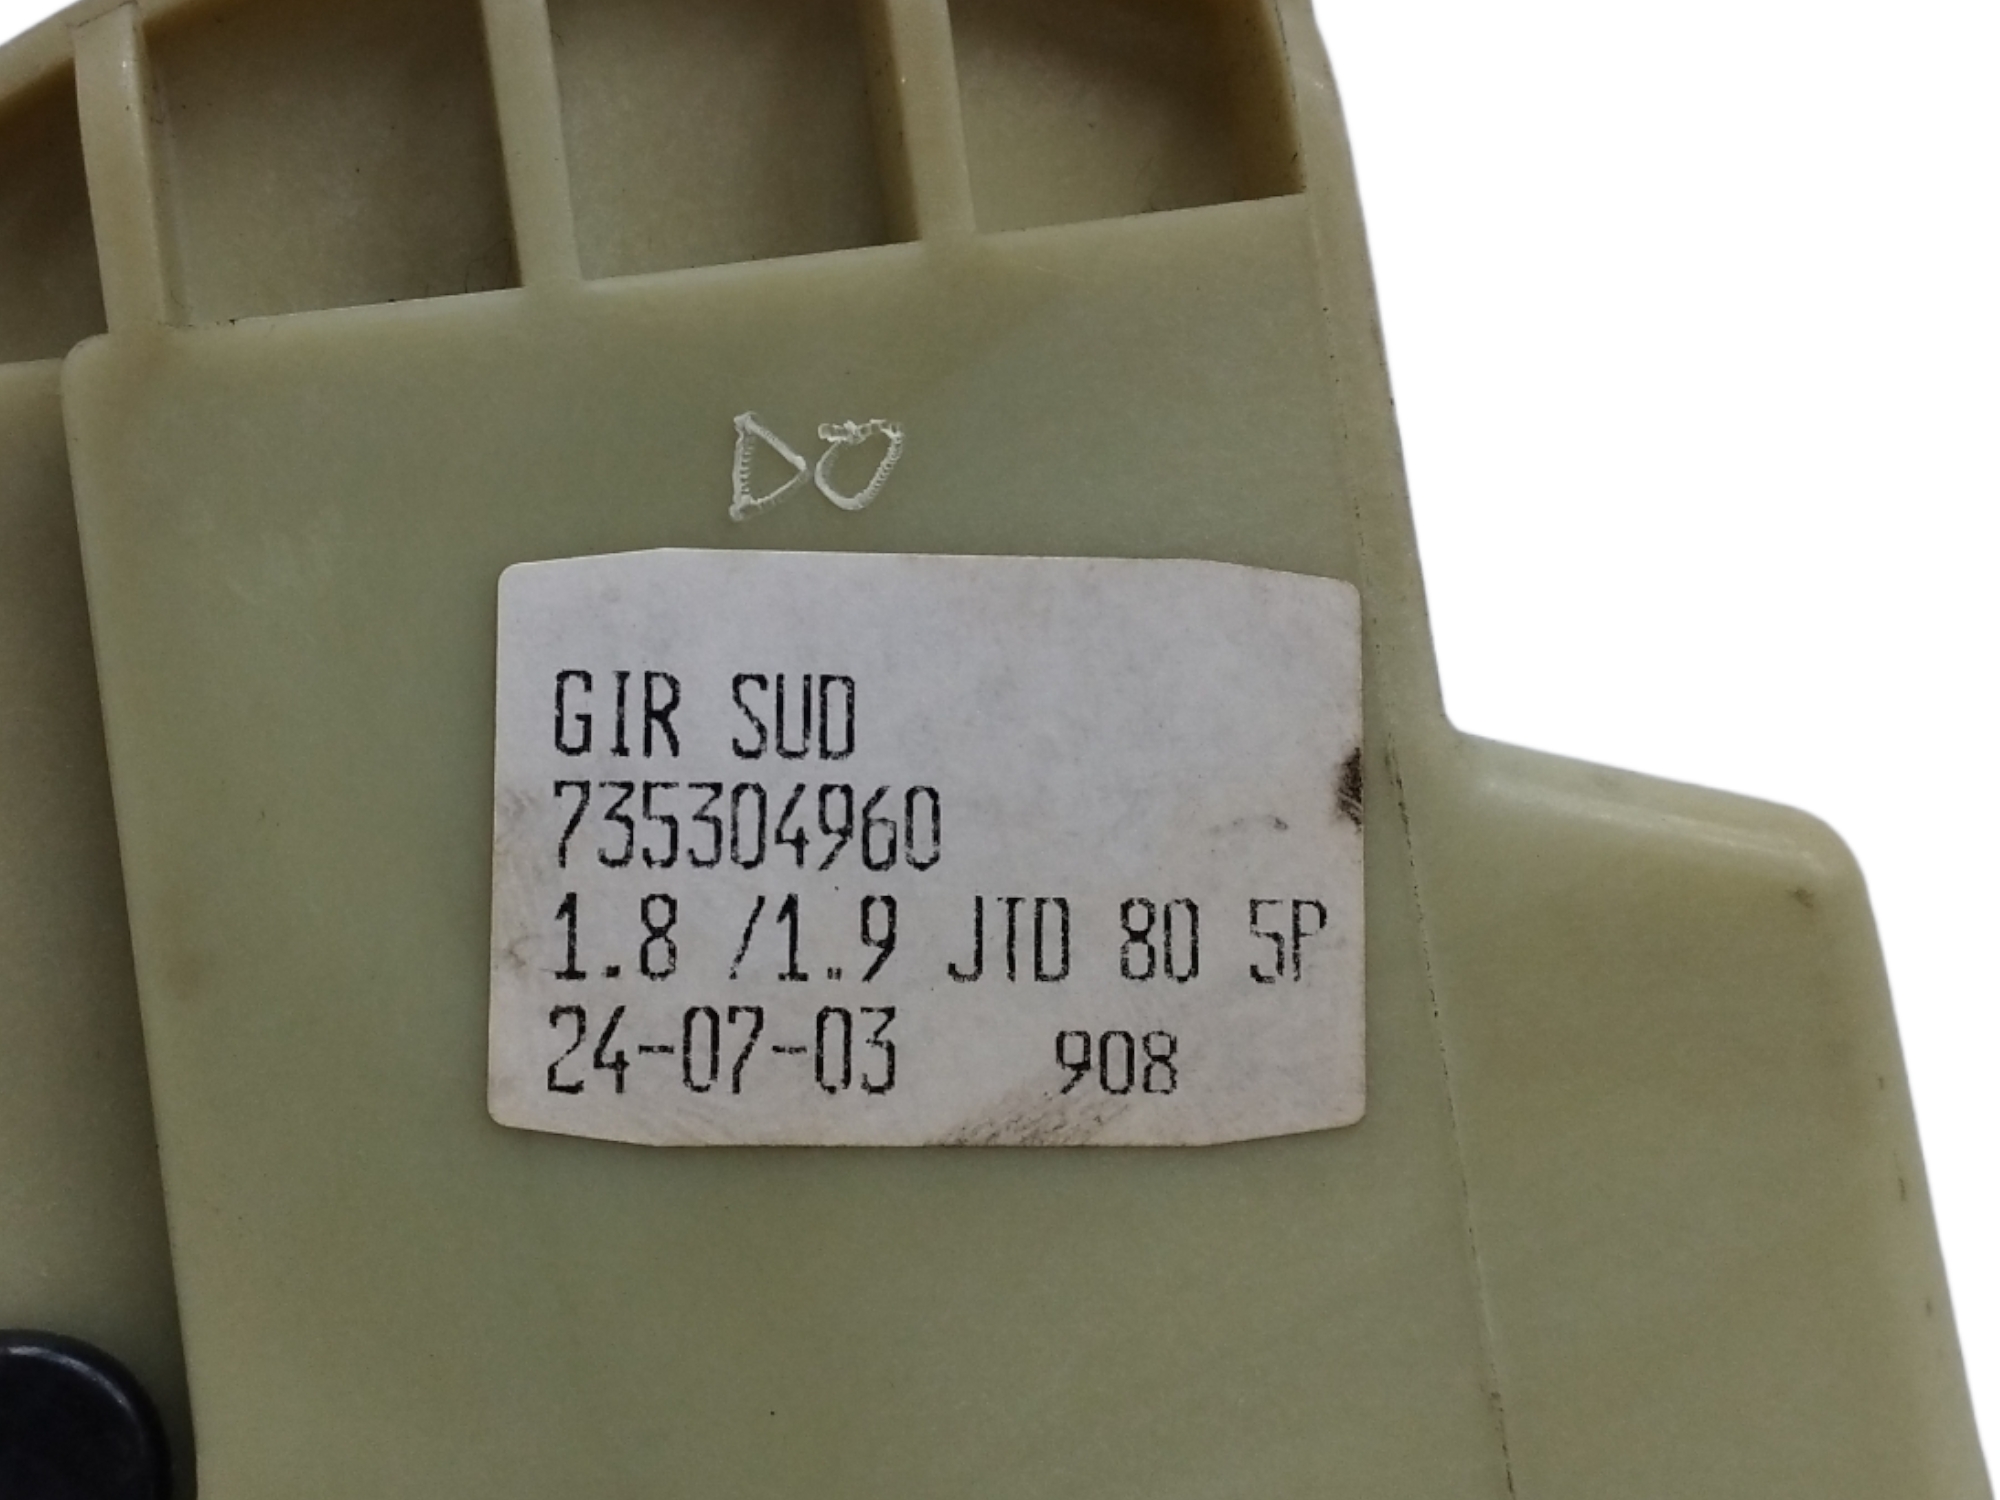 DO
GIR SUD
735304960
1.8 /1.9 JTD 80 5P
24-07-03 908